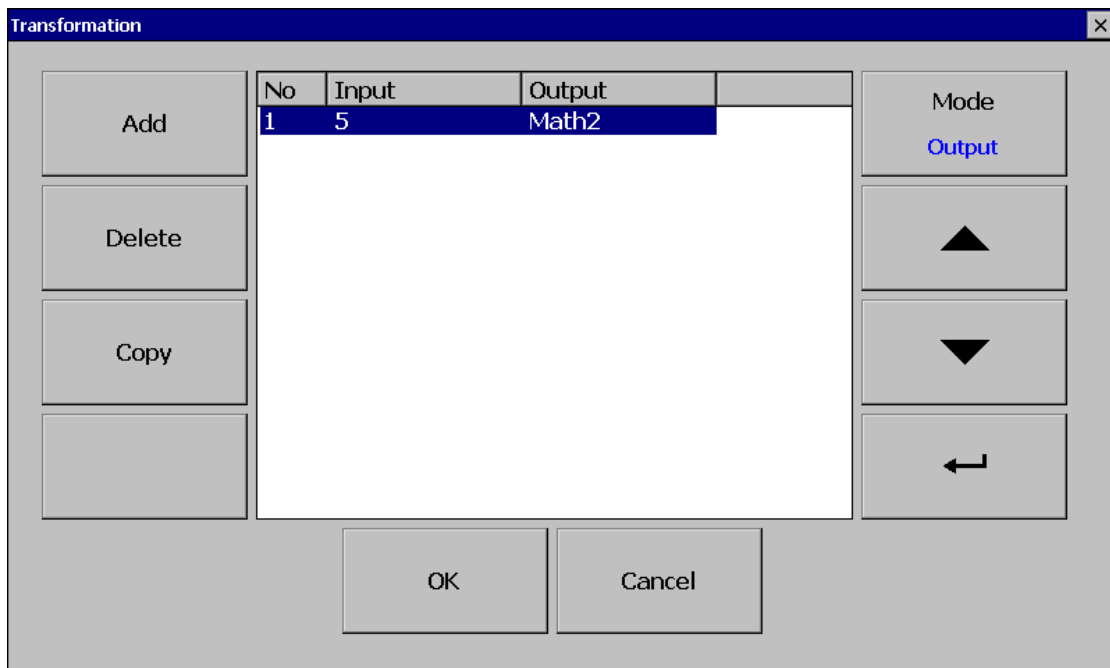 Transformation
Add
Delete
Copy
No Input Output
1 5 Math2
Mode
Output
OK
Cancel